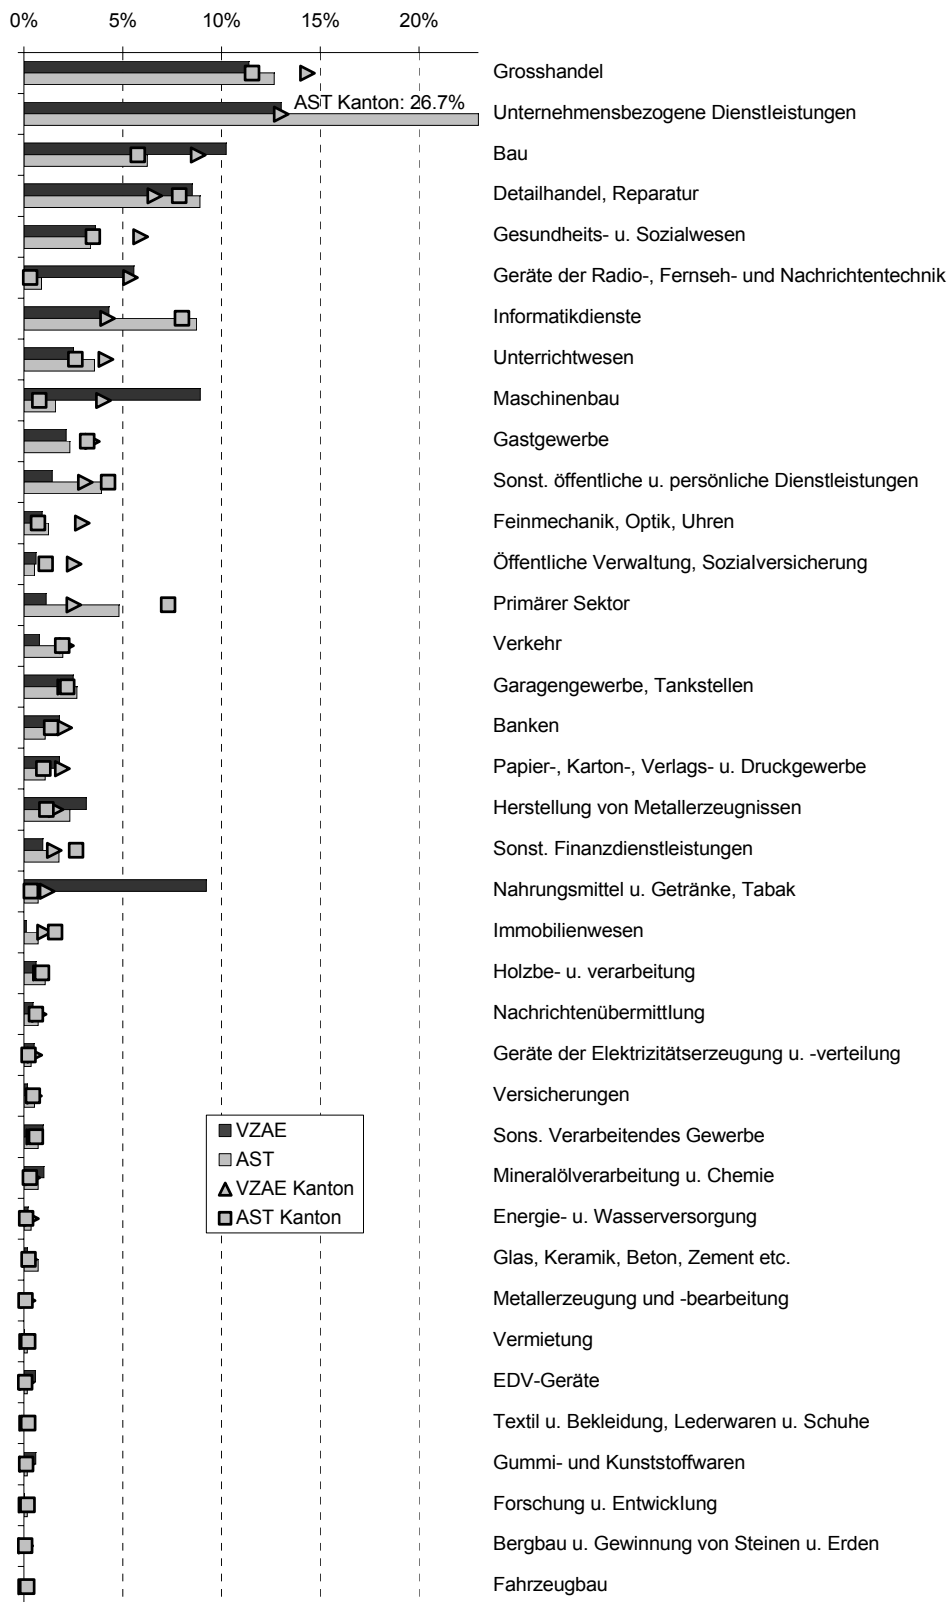 0% 5% 10% 15% 20%
Grosshandel
AST Kanton: 26.7%
Unternehmensbezogene Dienstleistungen
Bau
Detailhandel, Reparatur
Gesundheits- u. Sozialwesen
Geräte der Radio-, Fernseh- und Nachrichtentechnik
Informatikdienste
Unterrichtwesen
Maschinenbau
Gastgewerbe
Sonst. öffentliche u. persönliche Dienstleistungen
Feinmechanik, Optik, Uhren
Öffentliche Verwaltung, Sozialversicherung
Primärer Sektor
Verkehr
Garagengewerbe, Tankstellen
Banken
Papier-, Karton-, Verlags- u. Druckgewerbe
Herstellung von Metallerzeugnissen
Sonst. Finanzdienstleistungen
Nahrungsmittel u. Getränke, Tabak
Immobilienwesen
Holzbe- u. verarbeitung
Nachrichtenübermittlung
Geräte der Elektrizitätserzeugung u. -verteilung
Versicherungen
Sons. Verarbeitendes Gewerbe
Mineralölverarbeitung u. Chemie
Energie- u. Wasserversorgung
Glas, Keramik, Beton, Zement etc.
Metallerzeugung und -bearbeitung
Vermietung
EDV-Geräte
Textil u. Bekleidung, Lederwaren u. Schuhe
Gummi- und Kunststoffwaren
Forschung u. Entwicklung
Bergbau u. Gewinnung von Steinen u. Erden
Fahrzeugbau
VZAE
AST
VZAE Kanton
AST Kanton